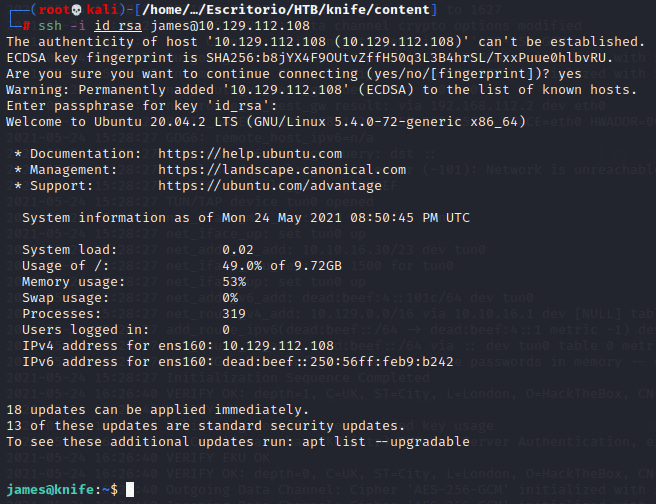 ┌──(root💀kali)-[/home/…/Escritorio/HTB/knife/content]
└─# ssh -i id_rsa james@10.129.112.108
The authenticity of host '10.129.112.108 (10.129.112.108)' can't be established.
ECDSA key fingerprint is SHA256:b8jYX4F9OUtvZffH50q3L3B4hrSL/TxxPuue0hlbvRU.
Are you sure you want to continue connecting (yes/no/[fingerprint])? yes
Warning: Permanently added '10.129.112.108' (ECDSA) to the list of known hosts.
Enter passphrase for key 'id_rsa':
Welcome to Ubuntu 20.04.2 LTS (GNU/Linux 5.4.0-72-generic x86_64)
* Documentation: https://help.ubuntu.com
* Management: https://landscape.canonical.com
* Support: https://ubuntu.com/advantage
System information as of Mon 24 May 2021 08:50:45 PM UTC
System load: 0.02
Usage of /: 49.0% of 9.72GB
Memory usage: 53%
Swap usage: 0%
Processes: 319
Users logged in: 0
IPv4 address for ens160: 10.129.112.108
IPv6 address for ens160: dead:beef::250:56ff:feb9:b242
18 updates can be applied immediately.
13 of these updates are standard security updates.
To see these additional updates run: apt list --upgradable
james@knife:~$